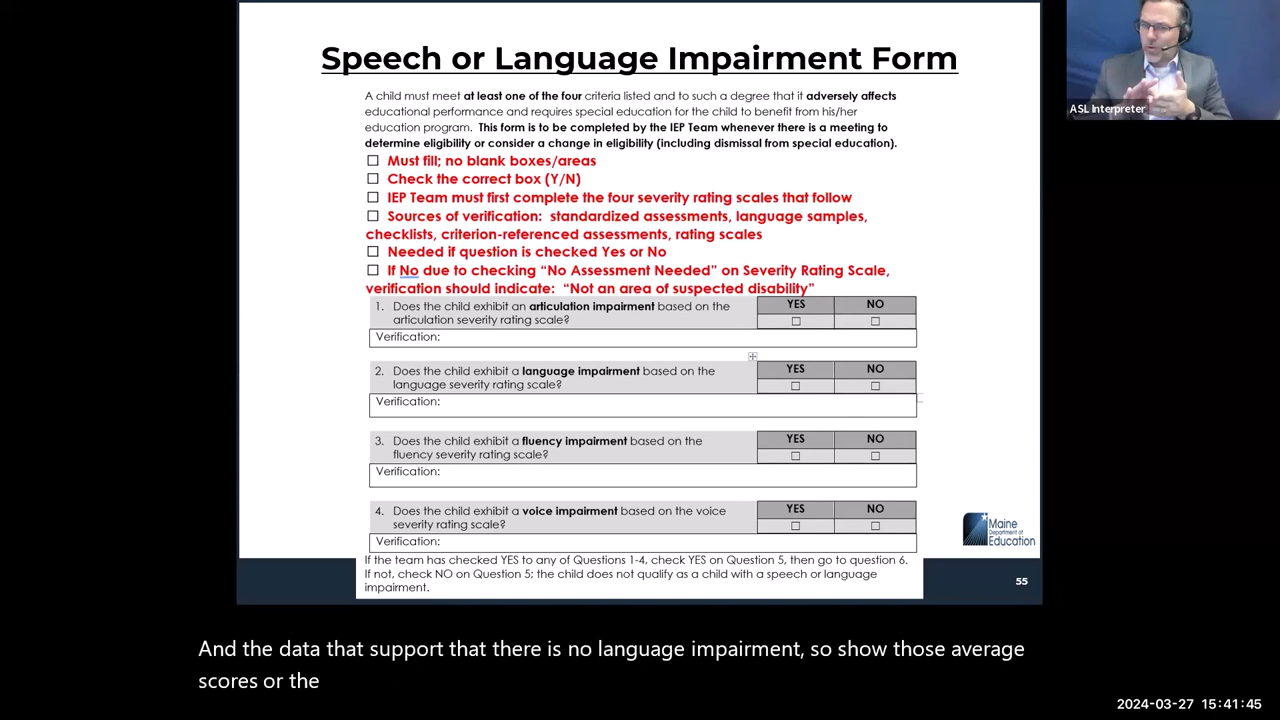 Speech or Language Impairment Form
A child must meet at least one of the four criteria listed and to such a degree that it adversely affects
educational performance and requires special education for the child to benefit from his/her
education program. This form is to be completed by the IEP Team whenever there is a meeting to
determine eligibility or consider a change in eligibility (including dismissal from special education).
☐ Must fill; no blank boxes/areas
☐ Check the correct box (Y/N)
☐ IEP Team must first complete the four severity rating scales that follow
☐ Sources of verification: standardized assessments, language samples,
checklists, criterion-referenced assessments, rating scales
☐ Needed if question is checked Yes or No
☐ If No due to checking “No Assessment Needed” on Severity Rating Scale,
verification should indicate: “Not an area of suspected disability”
1. Does the child exhibit an articulation impairment based on the
articulation severity rating scale?
YES NO
☐ ☐
Verification:
2. Does the child exhibit a language impairment based on the
language severity rating scale?
YES NO
☐ ☐
Verification:
3. Does the child exhibit a fluency impairment based on the
fluency severity rating scale?
YES NO
☐ ☐
Verification:
4. Does the child exhibit a voice impairment based on the voice
severity rating scale?
YES NO
☐ ☐
Verification:
If the team has checked YES to any of Questions 1-4, check YES on Question 5, then go to question 6.
If not, check NO on Question 5; the child does not qualify as a child with a speech or language
impairment.
Maine
Department of
Education
55
ASL Interpreter
And the data that support that there is no language impairment, so show those average
scores or the
2024-03-27 15:41:45